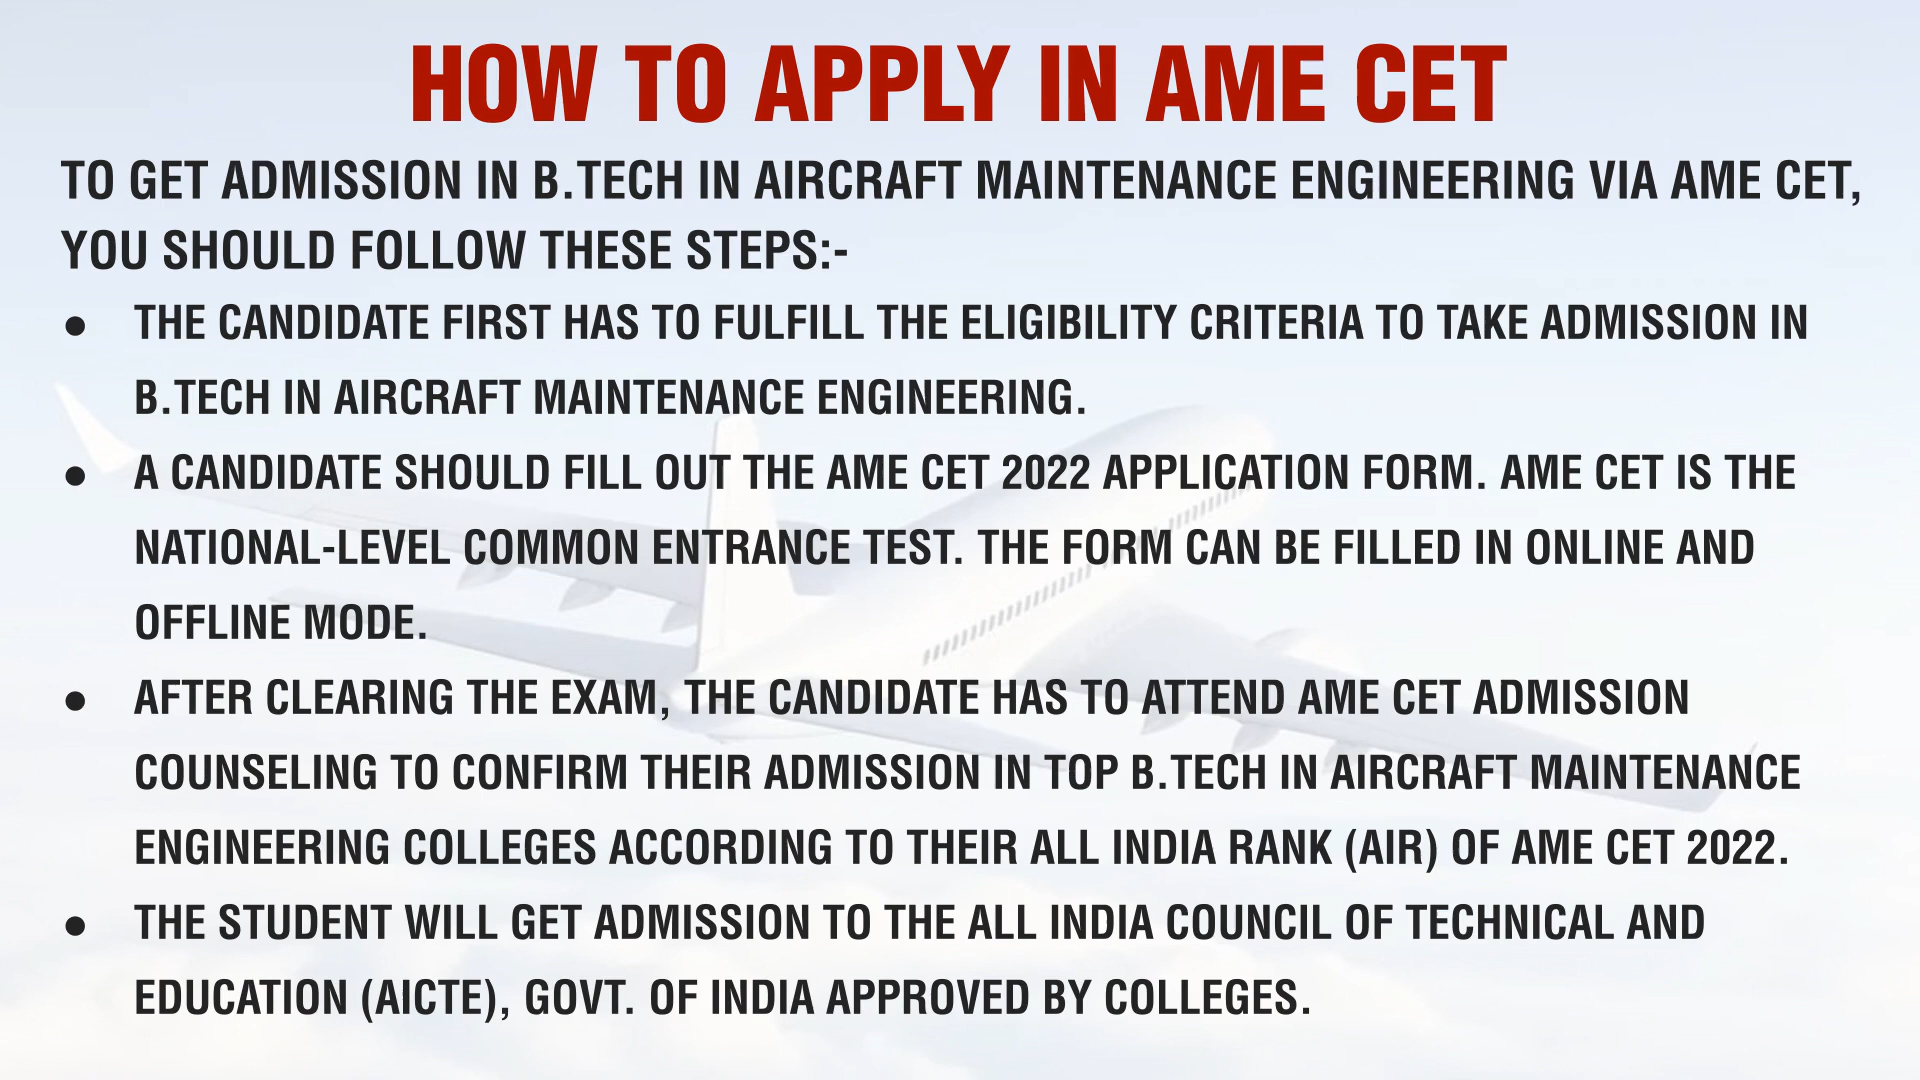 HOW TO APPLY IN AME CET
TO GET ADMISSION IN B.TECH IN AIRCRAFT MAINTENANCE ENGINEERING VIA AME CET,
YOU SHOULD FOLLOW THESE STEPS:-
● THE CANDIDATE FIRST HAS TO FULFILL THE ELIGIBILITY CRITERIA TO TAKE ADMISSION IN
B.TECH IN AIRCRAFT MAINTENANCE ENGINEERING.
● A CANDIDATE SHOULD FILL OUT THE AME CET 2022 APPLICATION FORM. AME CET IS THE
NATIONAL-LEVEL COMMON ENTRANCE TEST. THE FORM CAN BE FILLED IN ONLINE AND
OFFLINE MODE.
● AFTER CLEARING THE EXAM, THE CANDIDATE HAS TO ATTEND AME CET ADMISSION
COUNSELING TO CONFIRM THEIR ADMISSION IN TOP B.TECH IN AIRCRAFT MAINTENANCE
ENGINEERING COLLEGES ACCORDING TO THEIR ALL INDIA RANK (AIR) OF AME CET 2022.
● THE STUDENT WILL GET ADMISSION TO THE ALL INDIA COUNCIL OF TECHNICAL AND
EDUCATION (AICTE), GOVT. OF INDIA APPROVED BY COLLEGES.